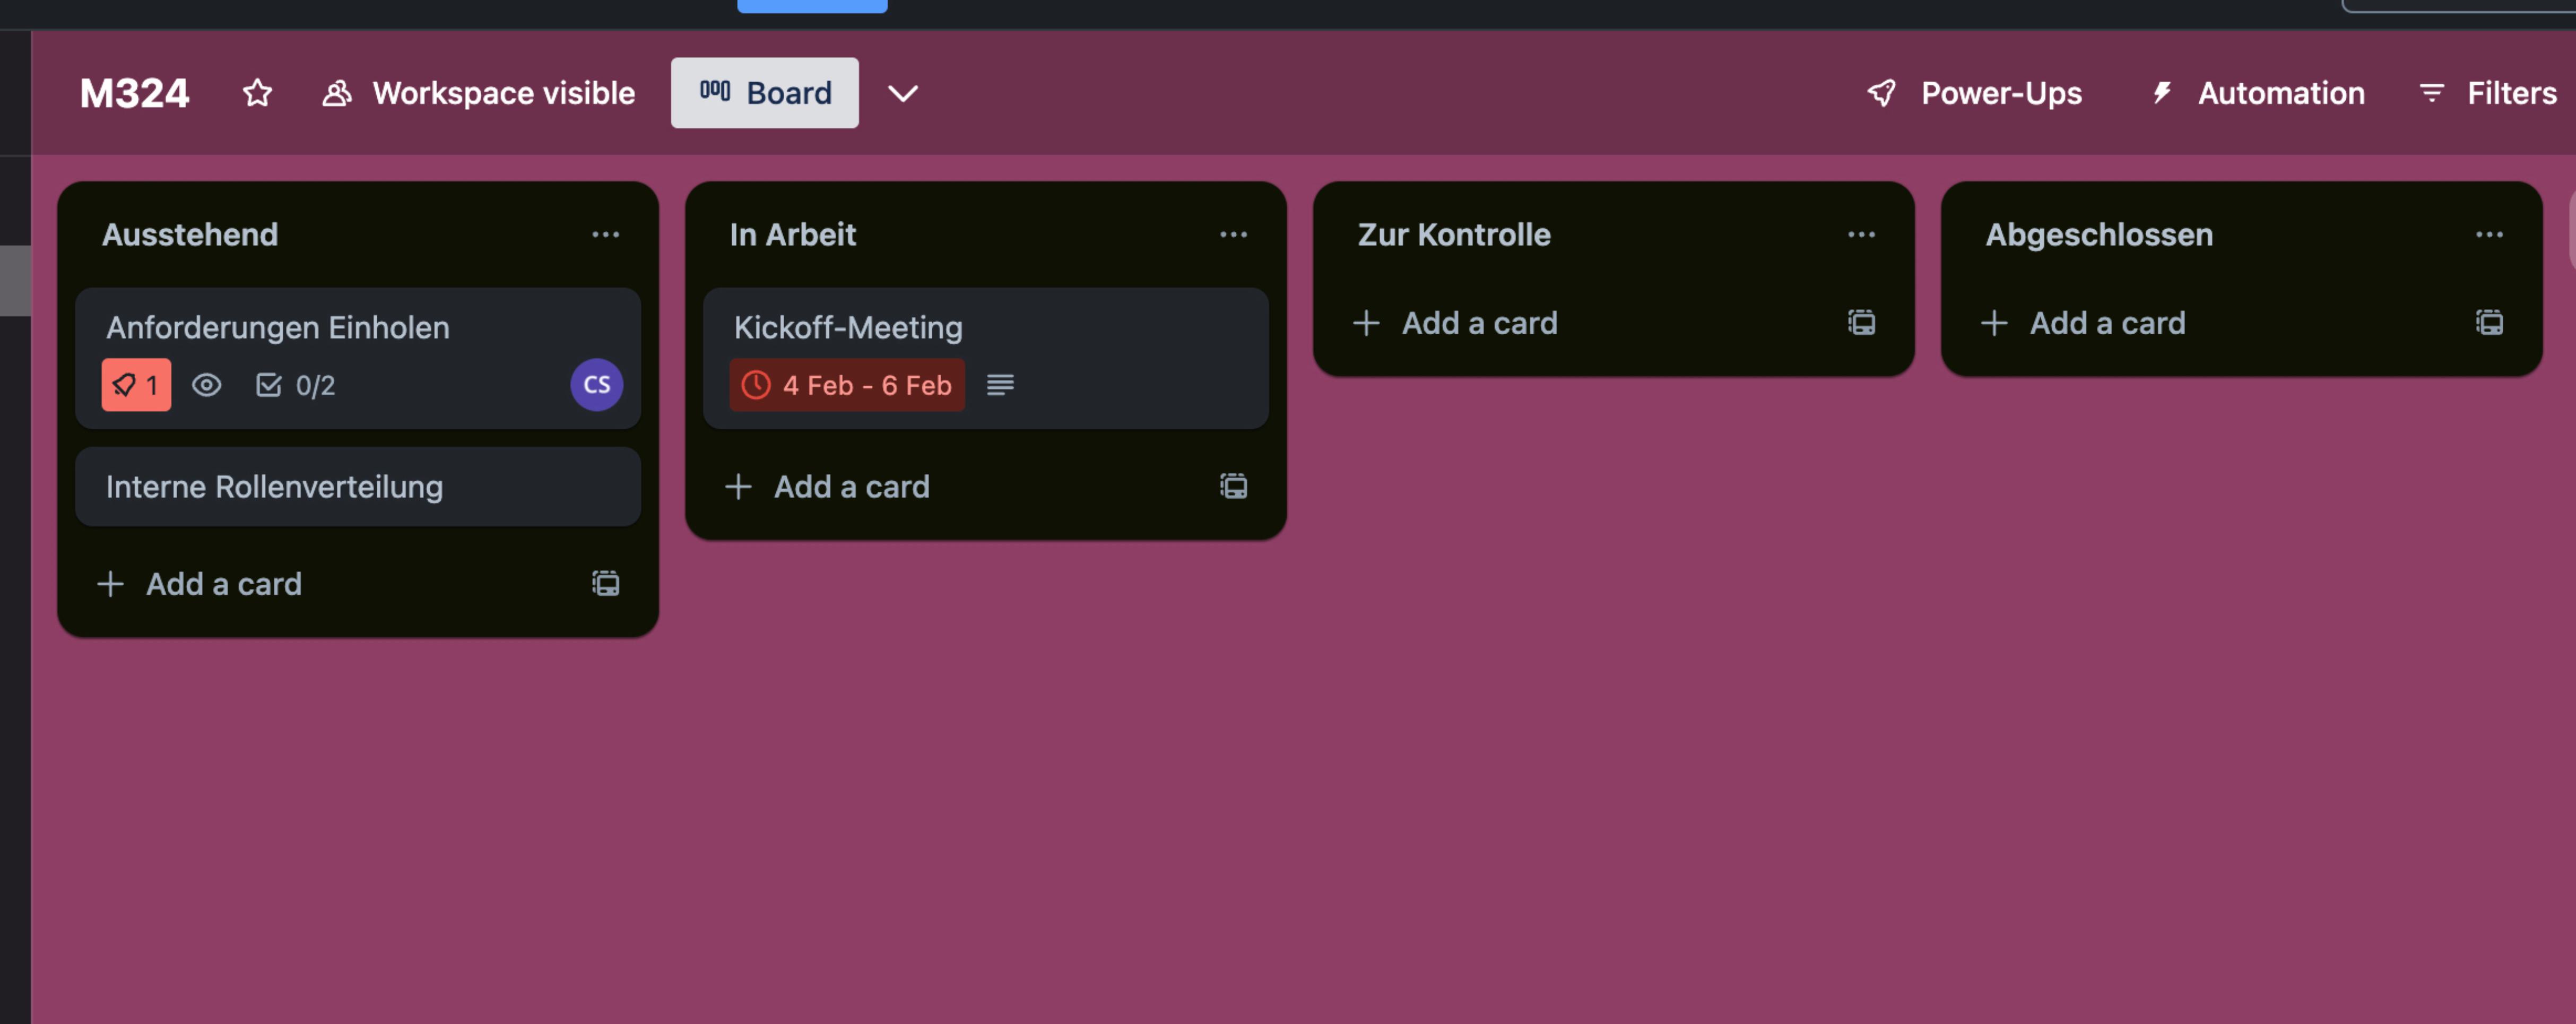 M324
Workspace visible
Board
Power-Ups
Automation
Filters
Ausstehend
Anforderungen Einholen
1
0/2
CS
Interne Rollenverteilung
Add a card
In Arbeit
Kickoff-Meeting
4 Feb - 6 Feb
Add a card
Zur Kontrolle
Add a card
Abgeschlossen
Add a card